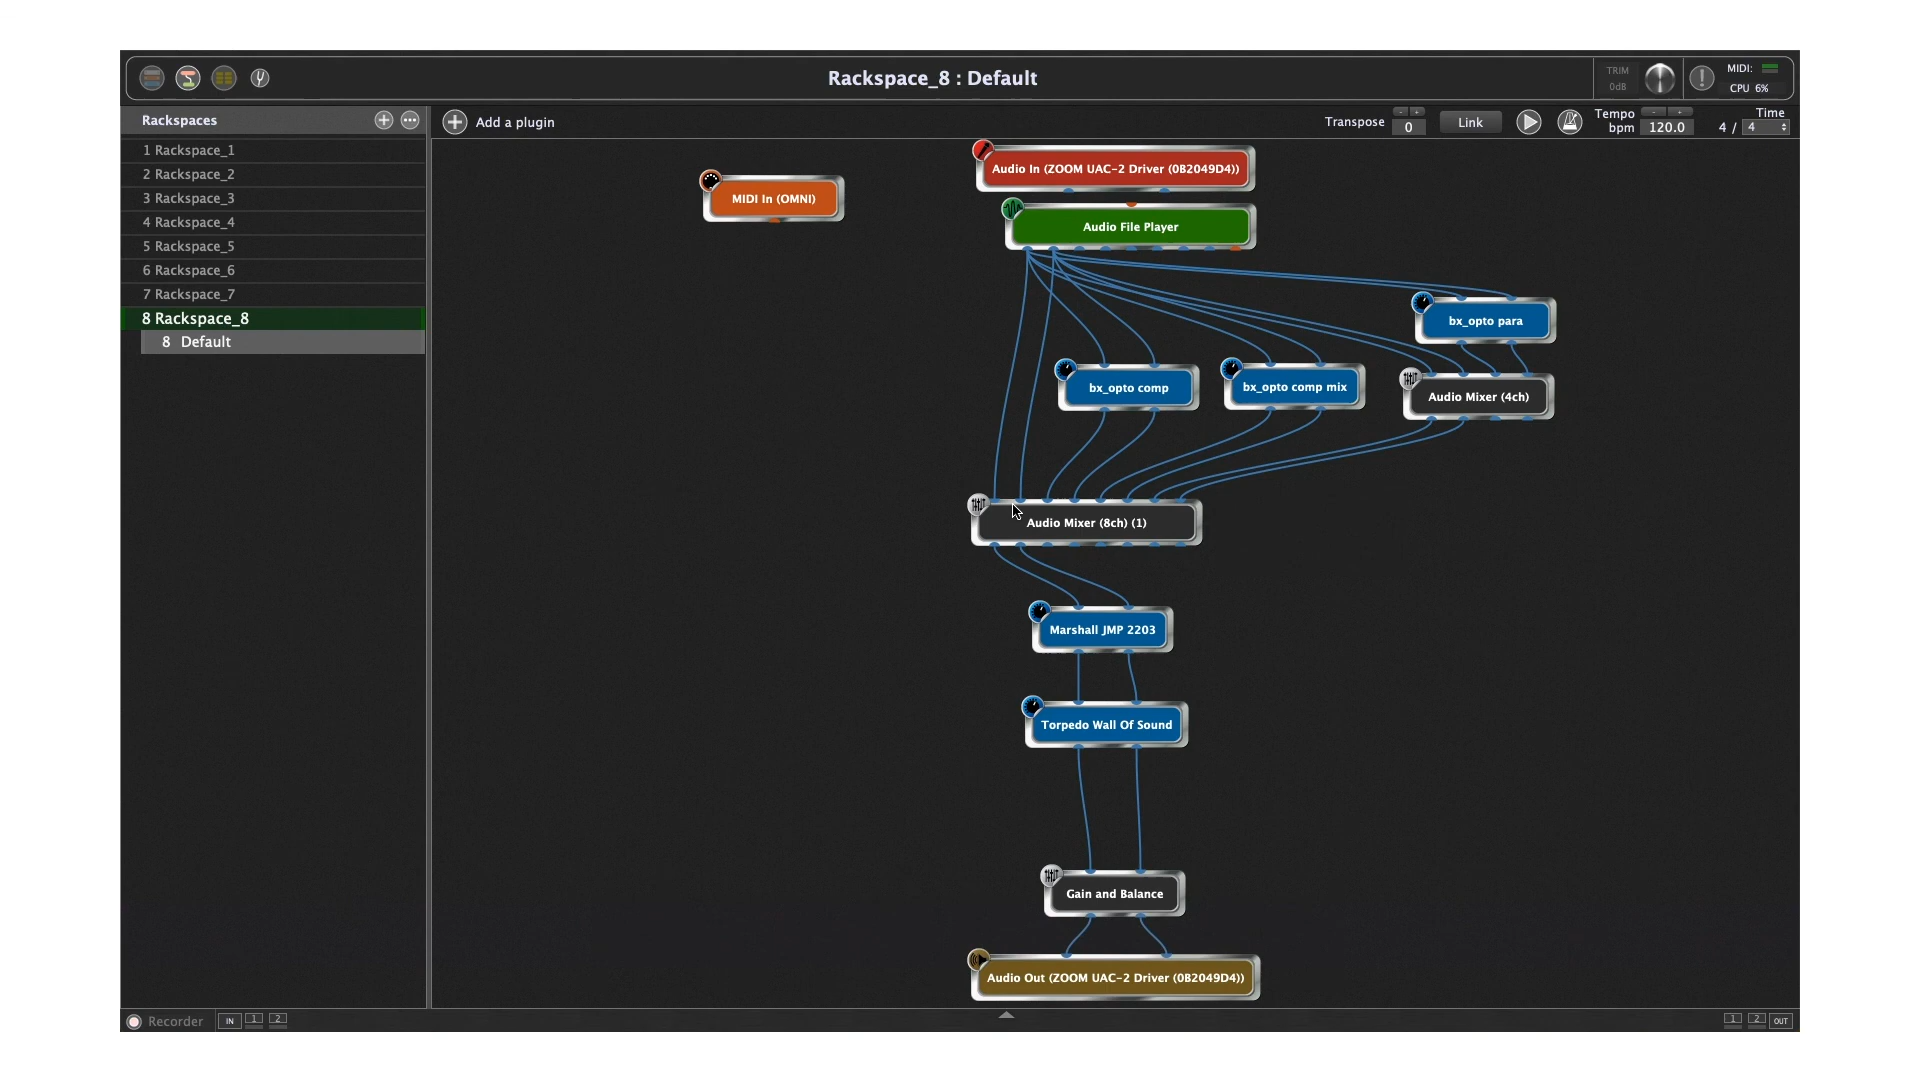 Rackspace_8 : Default
TRIM
0dB
MIDI:
CPU 6%
Rackspaces
Add a plugin
Transpose
- +
0
Link
Tempo
bpm
- +
120.0
Time
4 / 4
1 Rackspace_1
2 Rackspace_2
3 Rackspace_3
4 Rackspace_4
5 Rackspace_5
6 Rackspace_6
7 Rackspace_7
8 Rackspace_8
8 Default
Audio In (ZOOM UAC-2 Driver (0B2049D4))
MIDI In (OMNI)
Audio File Player
bx_opto para
bx_opto comp
bx_opto comp mix
Audio Mixer (4ch)
Audio Mixer (8ch) (1)
Marshall JMP 2203
Torpedo Wall Of Sound
Gain and Balance
Audio Out (ZOOM UAC-2 Driver (0B2049D4))
Recorder
IN 1 2
1 2 OUT